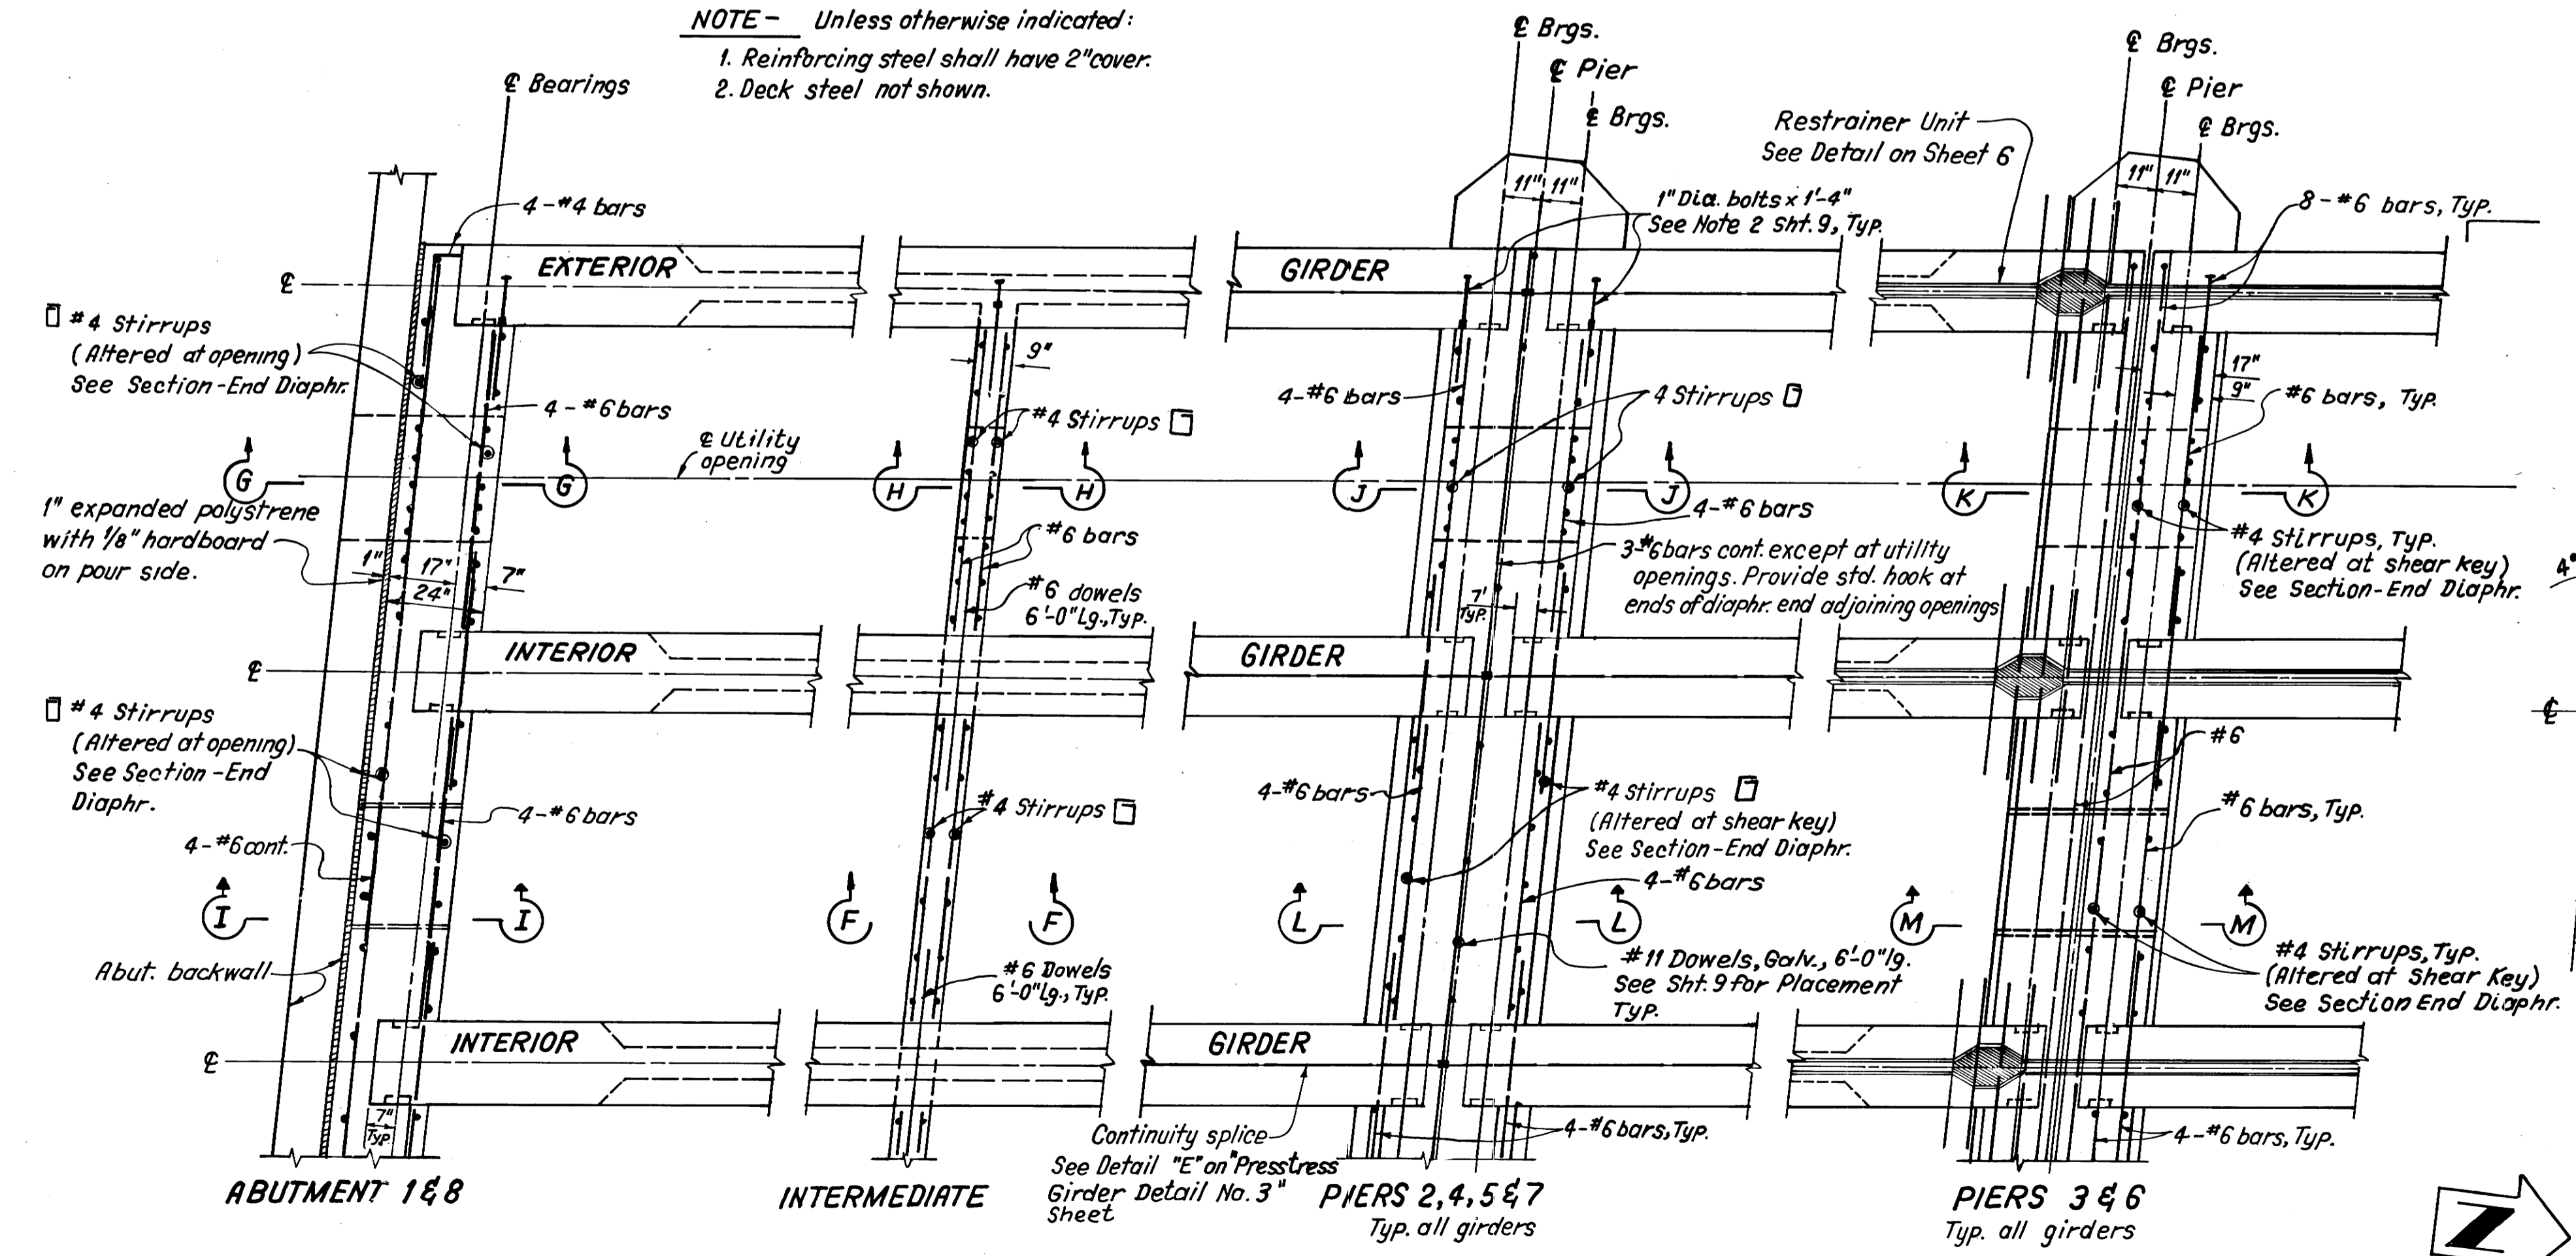 NOTE- Unless otherwise indicated:
1. Reinforcing steel shall have 2" cover.
2. Deck steel not shown.
℄ Bearings
℄ Brgs.
℄ Pier
℄ Brgs.
℄ Brgs.
℄ Pier
℄ Brgs.
Restrainer Unit
See Detail on Sheet 6
11" 11"
11" 11"
4-#4 bars
1" Dia. bolts x 1'-4"
See Note 2 Sht. 9, Typ.
8-#6 bars, Typ.
℄
EXTERIOR
GIRDER
#4 Stirrups
(Altered at opening)
See Section-End Diaphr.
4-#6 bars
9"
#4 Stirrups
4-#6 bars
4 Stirrups
17"
9"
#6 bars, Typ.
℄ Utility
opening
G
G
H
H
J
J
K
K
1" expanded polystrene
with 1/8" hardboard
on pour side.
1"
17"
24"
7"
#6 bars
#6 dowels
6'-0" Lg., Typ.
4-#6 bars
3-#6 bars cont. except at utility
openings. Provide std. hook at
ends of diaphr. end adjoining openings
7'
Typ.
#4 Stirrups, Typ.
(Altered at shear key)
See Section-End Diaphr.
4"
℄
INTERIOR
GIRDER
℄
#4 Stirrups
(Altered at opening)
See Section-End
Diaphr.
4-#6 bars
4-#6 cont.
#4 Stirrups
4-#6 bars
#4 Stirrups
(Altered at shear key)
See Section-End Diaphr.
4-#6 bars
#6
#6 bars, Typ.
I
I
F
F
L
L
M
M
Abut. backwall
#6 Dowels
6'-0" Lg., Typ.
#11 Dowels, Galv., 6'-0" lg.
See Sht. 9 for Placement
Typ.
#4 Stirrups, Typ.
(Altered at Shear Key)
See Section End Diaphr.
℄
INTERIOR
GIRDER
7"
Typ
Continuity splice
See Detail "E" on "Presstress
Girder Detail No. 3"
Sheet
4-#6 bars, Typ.
4-#6 bars, Typ.
ABUTMENT 1 & 8
INTERMEDIATE
PIERS 2, 4, 5 & 7
Typ. all girders
PIERS 3 & 6
Typ. all girders
Z